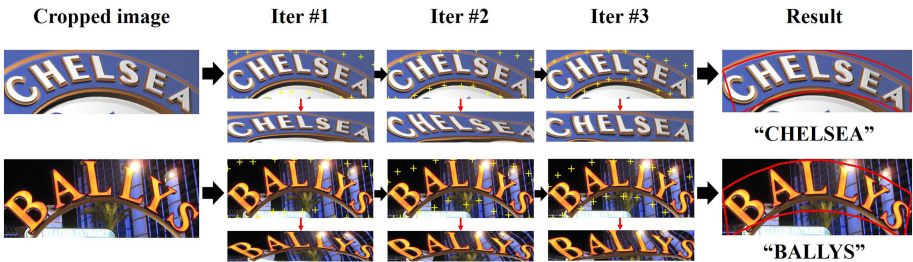 Cropped image Iter #1 Iter #2 Iter #3 Result
CHELSEA CHELSEA CHELSEA CHELSEA CHELSEA
CHELSEA CHELSEA CHELSEA
“CHELSEA”
BALLYS BALLYS BALLYS BALLYS BALLYS
BALLYS BALLYS BALLYS
“BALLYS”